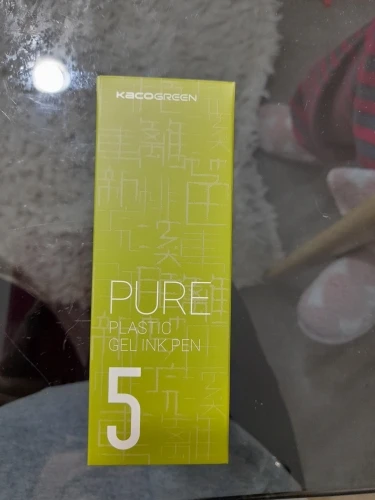 KACOGREEN
PURE
PLASTIC
GEL INK PEN
5